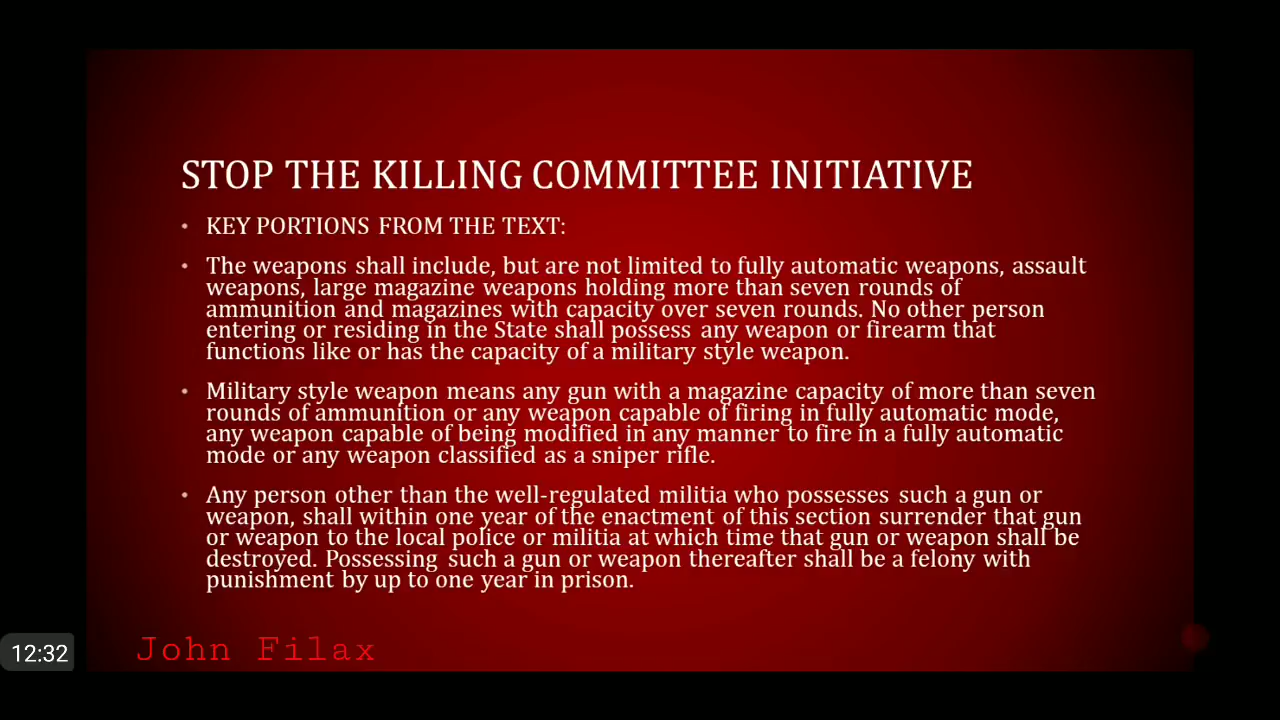 STOP THE KILLING COMMITTEE INITIATIVE
• KEY PORTIONS FROM THE TEXT:
• The weapons shall include, but are not limited to fully automatic weapons, assault
weapons, large magazine weapons holding more than seven rounds of
ammunition and magazines with capacity over seven rounds. No other person
entering or residing in the State shall possess any weapon or firearm that
functions like or has the capacity of a military style weapon.
• Military style weapon means any gun with a magazine capacity of more than seven
rounds of ammunition or any weapon capable of firing in fully automatic mode,
any weapon capable of being modified in any manner to fire in a fully automatic
mode or any weapon classified as a sniper rifle.
• Any person other than the well-regulated militia who possesses such a gun or
weapon, shall within one year of the enactment of this section surrender that gun
or weapon to the local police or militia at which time that gun or weapon shall be
destroyed. Possessing such a gun or weapon thereafter shall be a felony with
punishment by up to one year in prison.
John Filax
12:32